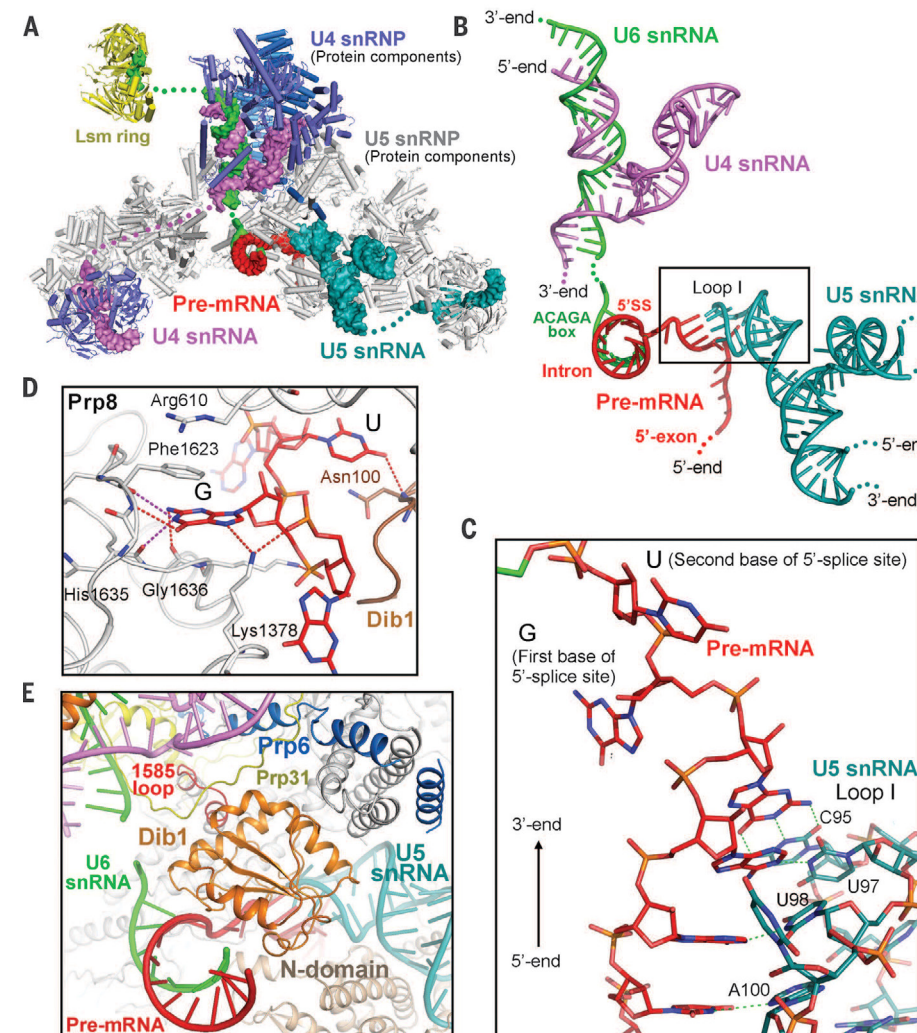 A
U4 snRNP
(Protein components)
Lsm ring
U5 snRNP
(Protein components)
Pre-mRNA
U4 snRNA
U5 snRNA
B
3'-end
U6 snRNA
5'-end
U4 snRNA
3'-end
Loop I
U5 snRN
5'SS
ACAGA
box
Intron
Pre-mRNA
5'-exon
5'-end
5'-en
3'-end
D
Prp8
Arg610
U
Phe1623
Asn100
G
His1635
Gly1636
Lys1378
Dib1
C
U (Second base of 5'-splice site)
G
(First base of
5'-splice site)
Pre-mRNA
U5 snRNA
Loop I
C95
3'-end
U97
U98
5'-end
A100
E
Prp6
1585
loop
Prp31
Dib1
U6
snRNA
U5
snRNA
N-domain
Pre-mRNA